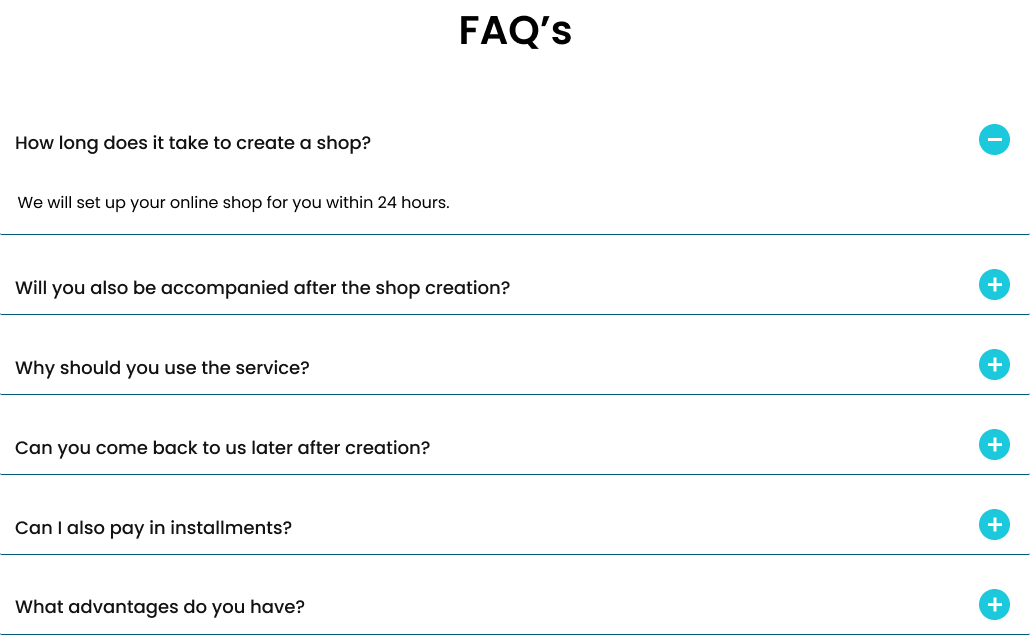 FAQ’s
How long does it take to create a shop?
We will set up your online shop for you within 24 hours.
Will you also be accompanied after the shop creation?
Why should you use the service?
Can you come back to us later after creation?
Can I also pay in installments?
What advantages do you have?